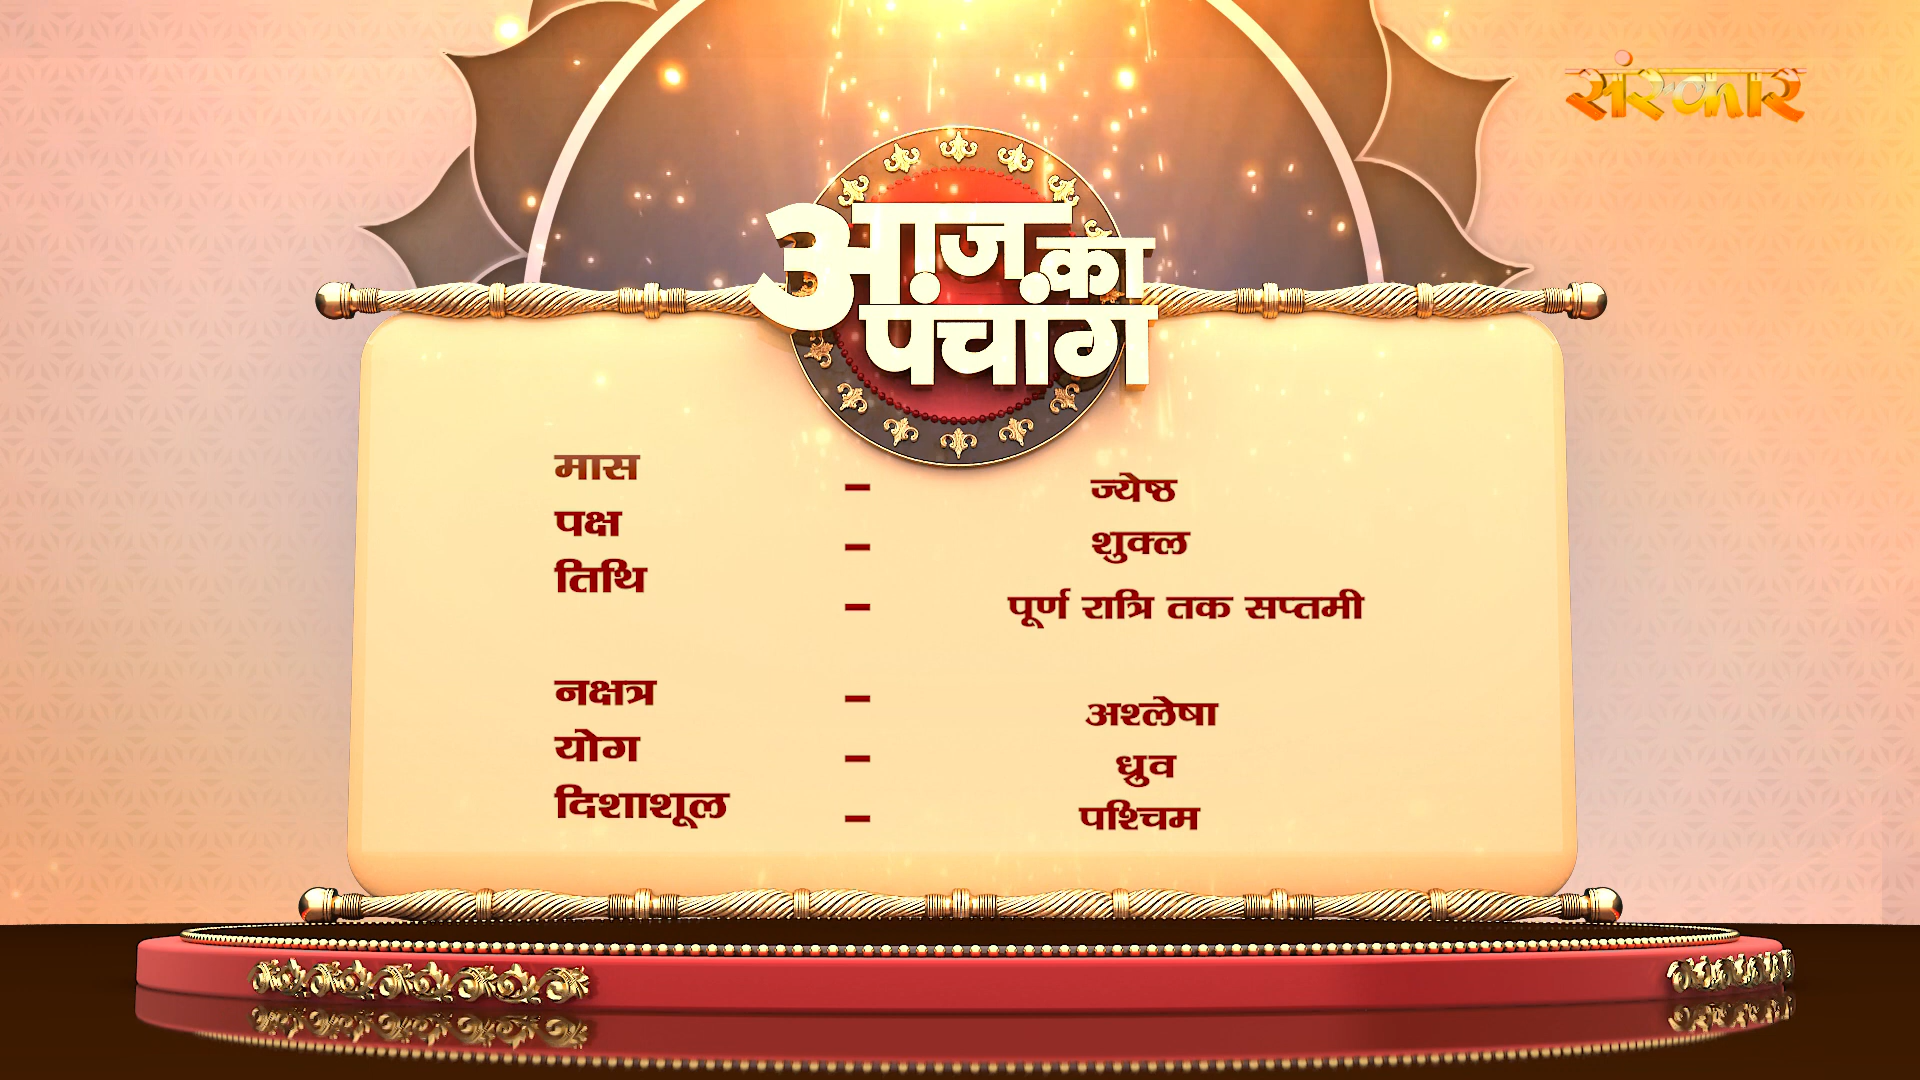 संस्कार
आज का
पंचांग
मास - ज्येष्ठ
पक्ष - शुक्ल
तिथि - पूर्ण रात्रि तक सप्तमी
नक्षत्र - अश्लेषा
योग - ध्रुव
दिशाशूल - पश्चिम